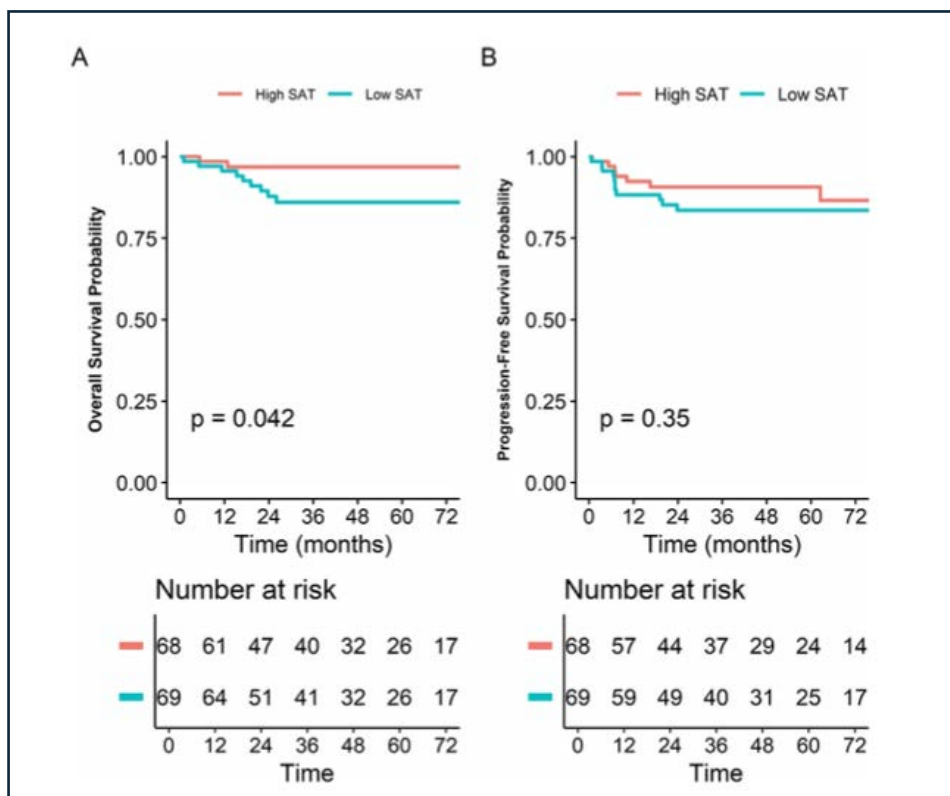 A
High SAT Low SAT
Overall Survival Probability
1.00
0.75
0.50
0.25
0.00
p = 0.042
0 12 24 36 48 60 72
Time (months)
Number at risk
68 61 47 40 32 26 17
69 64 51 41 32 26 17
0 12 24 36 48 60 72
Time
B
High SAT Low SAT
Progression-Free Survival Probability
1.00
0.75
0.50
0.25
0.00
p = 0.35
0 12 24 36 48 60 72
Time (months)
Number at risk
68 57 44 37 29 24 14
69 59 49 40 31 25 17
0 12 24 36 48 60 72
Time